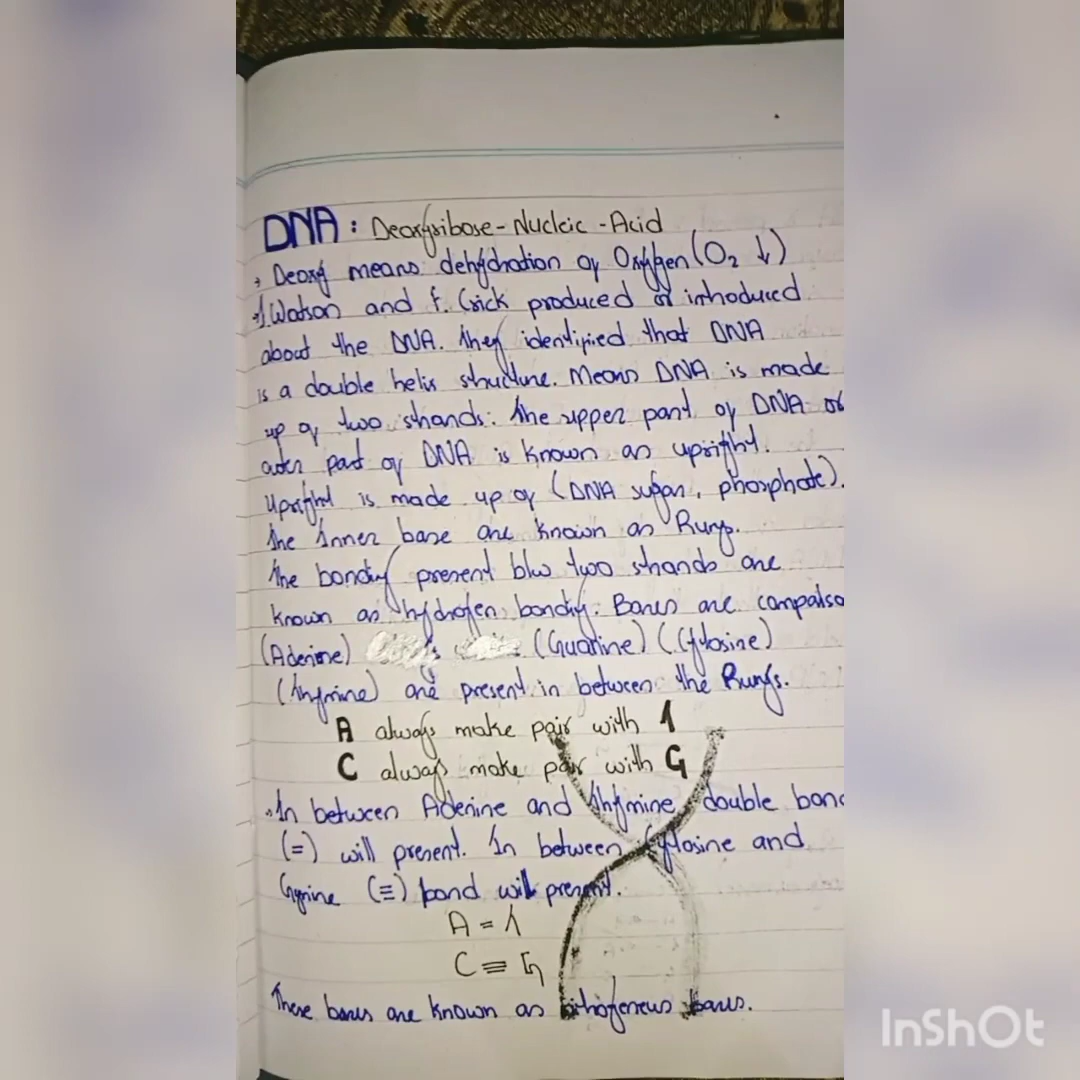 DNA : Deoxyribose - Nucleic - Acid
Deoxy means dehydration of Oxygen (O₂ ↓)
J. Watson and F. Crick produced or introduced
about the DNA. They identified that DNA
is a double helix structure. Means DNA is made
up of two stands. The upper part of DNA or
outer part of DNA is known as upright.
Upright is made up of (DNA sugar, phosphate).
The Inner base are known as Rungs.
The bonding present b/w two stands are
known as hydrogen bonding. Bases are
(Adenine) (Guanine) (Cytosine)
(Thymine) are present in between the Rungs.
A always make pair with T
C always make pair with G
In between Adenine and Thymine double bond
(=) will present. In between Cytosine and
(≡) bond will present.
A = T
C ≡ G
These bases are known as bases.
InShOt